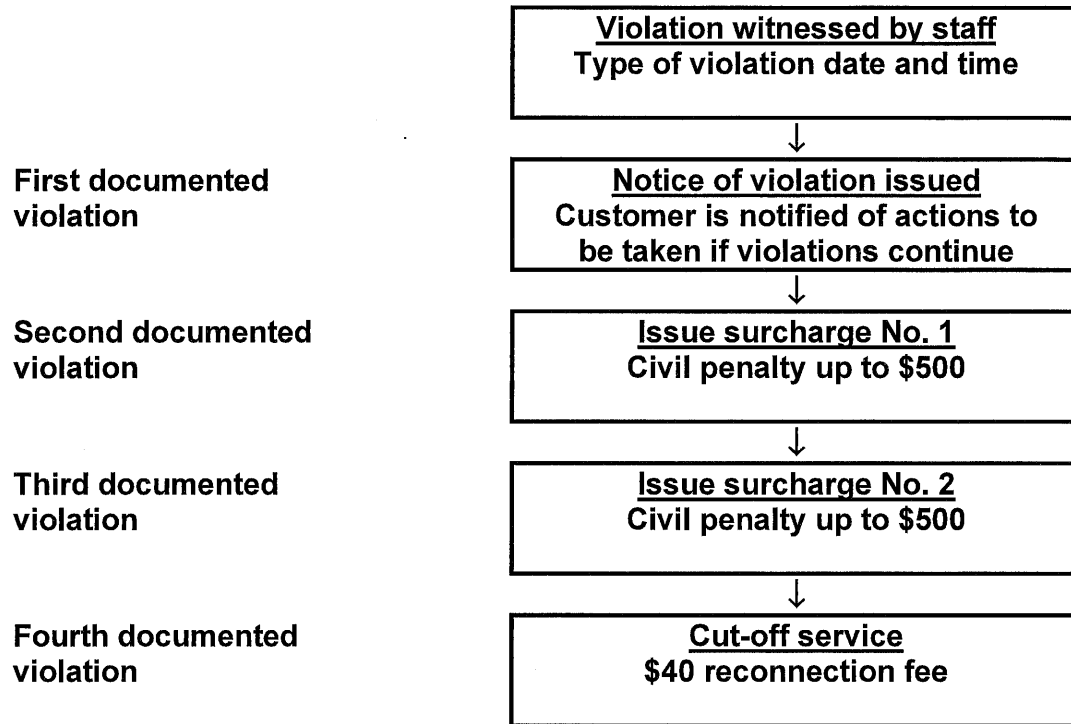 Violation witnessed by staff
Type of violation date and time
↓
First documented
violation
Notice of violation issued
Customer is notified of actions to
be taken if violations continue
↓
Second documented
violation
Issue surcharge No. 1
Civil penalty up to $500
↓
Third documented
violation
Issue surcharge No. 2
Civil penalty up to $500
↓
Fourth documented
violation
Cut-off service
$40 reconnection fee